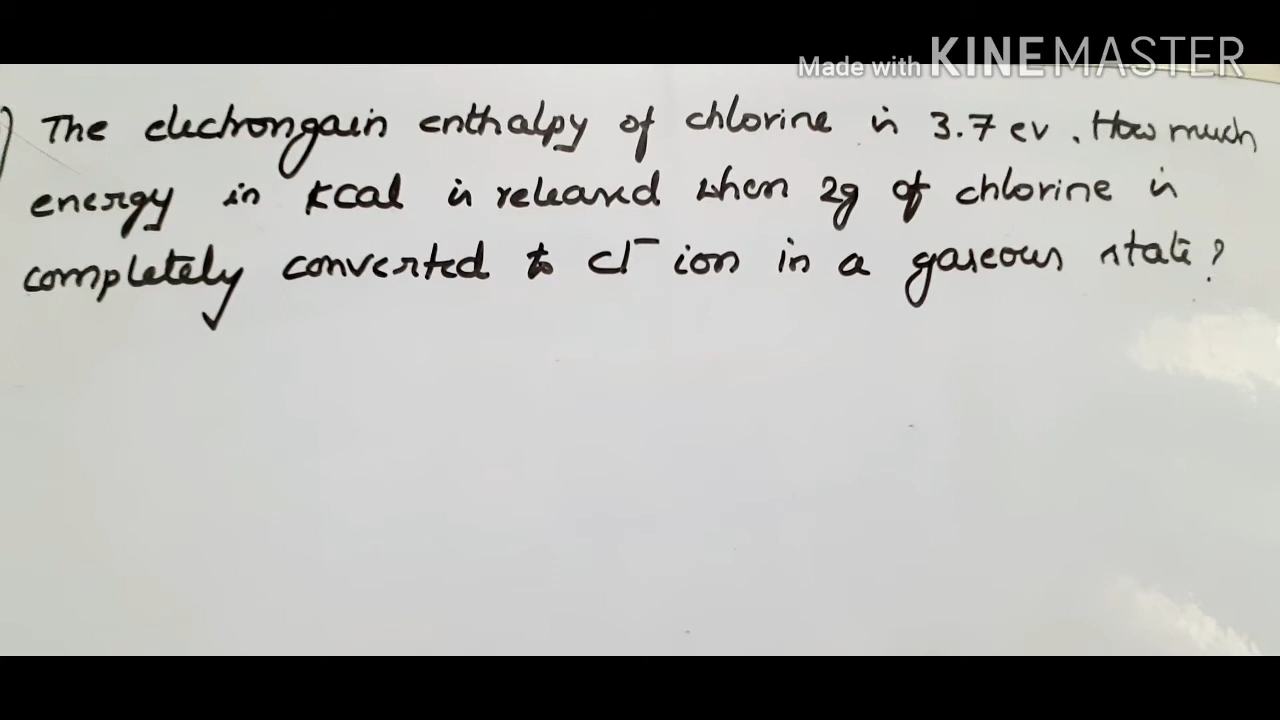 Made with KINEMASTER
The electrongain enthalpy of chlorine is 3.7 ev. How much
energy in kcal is released when 2g of chlorine is
completely converted to Cl⁻ ion in a gaseous state?